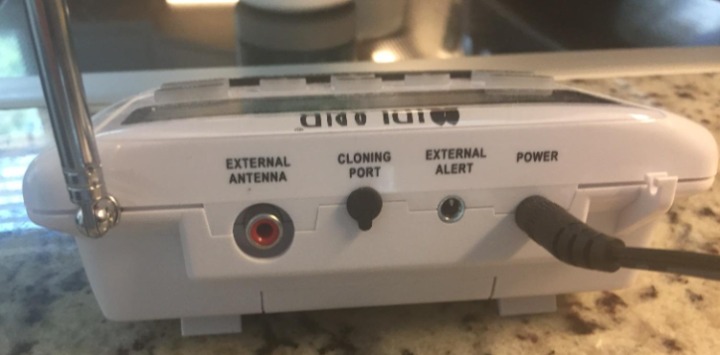 EXTERNAL
ANTENNA
CLONING
PORT
EXTERNAL
ALERT
POWER